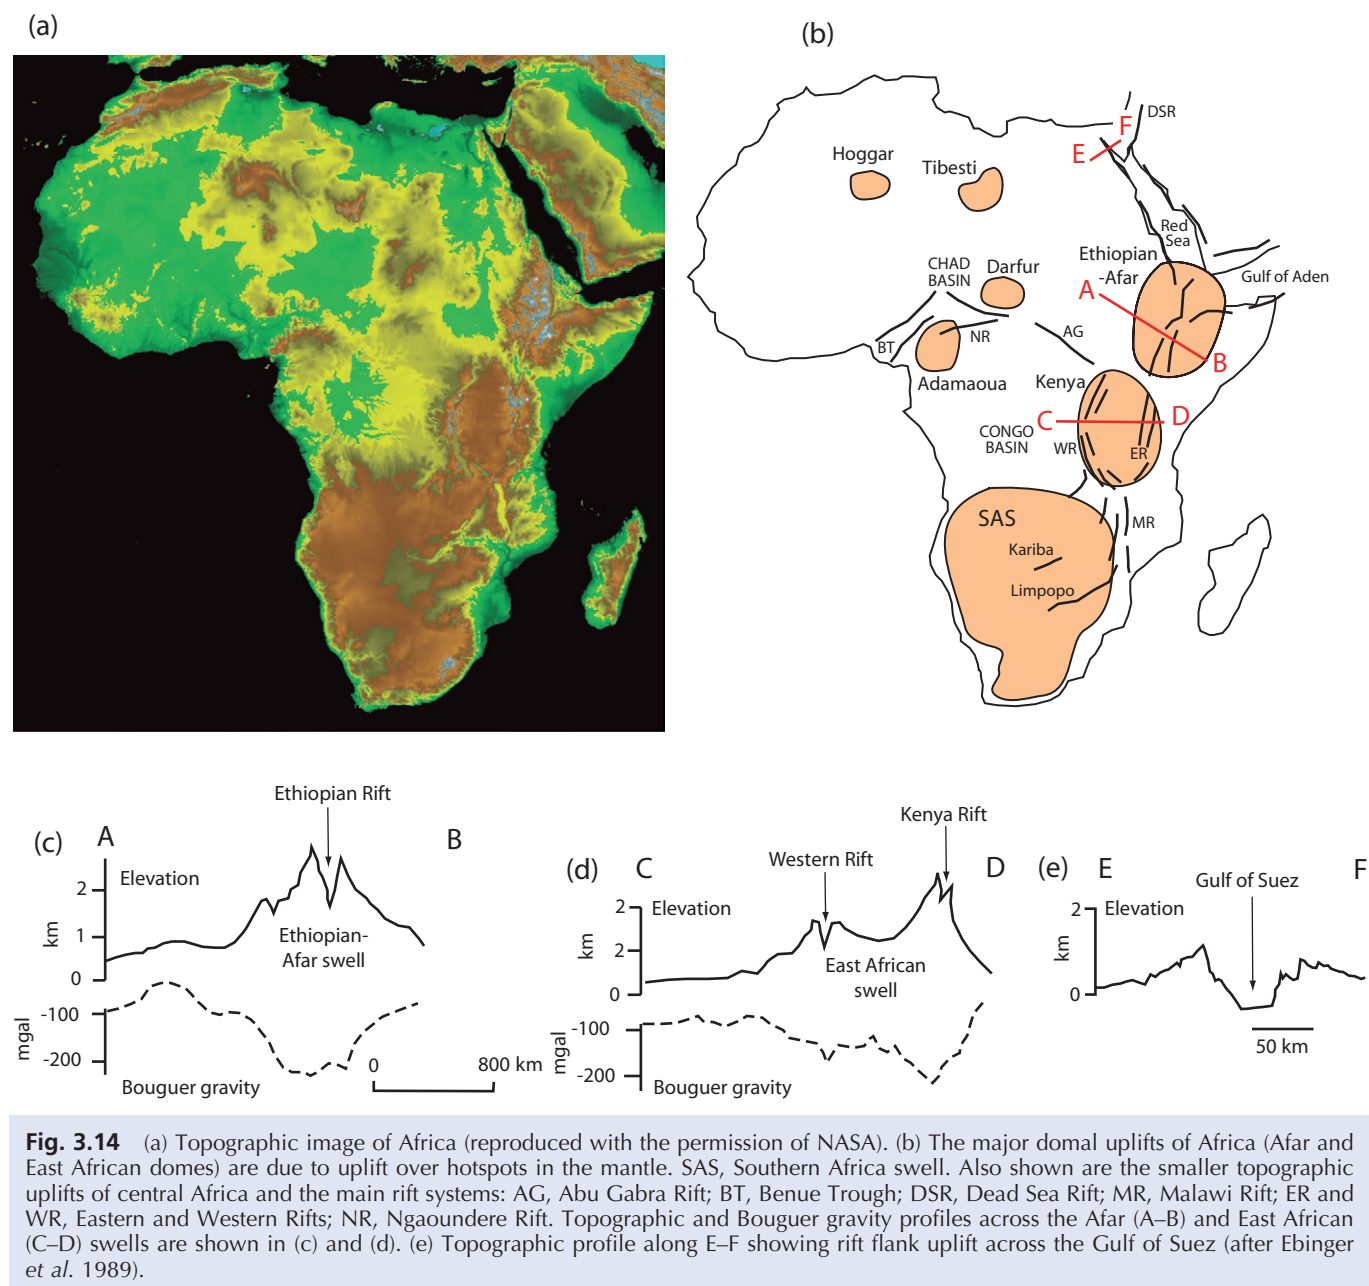 (a)
(b)
DSR
F
E
Hoggar
Tibesti
Red
Sea
Ethiopian
-Afar
Gulf of Aden
CHAD
BASIN
Darfur
A
BT
NR
AG
B
Adamaoua
Kenya
C
D
CONGO
BASIN
WR
ER
SAS
MR
Kariba
Limpopo
(c)
A
Ethiopian Rift
B
Elevation
2
km
1
0
Ethiopian-
Afar swell
mgal
-100
-200
Bouguer gravity
0
800 km
(d)
C
Western Rift
Kenya Rift
D
2
Elevation
km
2
0
East African
swell
mgal
-100
-200
Bouguer gravity
(e)
E
Gulf of Suez
F
2
Elevation
km
0
50 km
Fig. 3.14 (a) Topographic image of Africa (reproduced with the permission of NASA). (b) The major domal uplifts of Africa (Afar and
East African domes) are due to uplift over hotspots in the mantle. SAS, Southern Africa swell. Also shown are the smaller topographic
uplifts of central Africa and the main rift systems: AG, Abu Gabra Rift; BT, Benue Trough; DSR, Dead Sea Rift; MR, Malawi Rift; ER and
WR, Eastern and Western Rifts; NR, Ngaoundere Rift. Topographic and Bouguer gravity profiles across the Afar (A–B) and East African
(C–D) swells are shown in (c) and (d). (e) Topographic profile along E–F showing rift flank uplift across the Gulf of Suez (after Ebinger
et al. 1989).